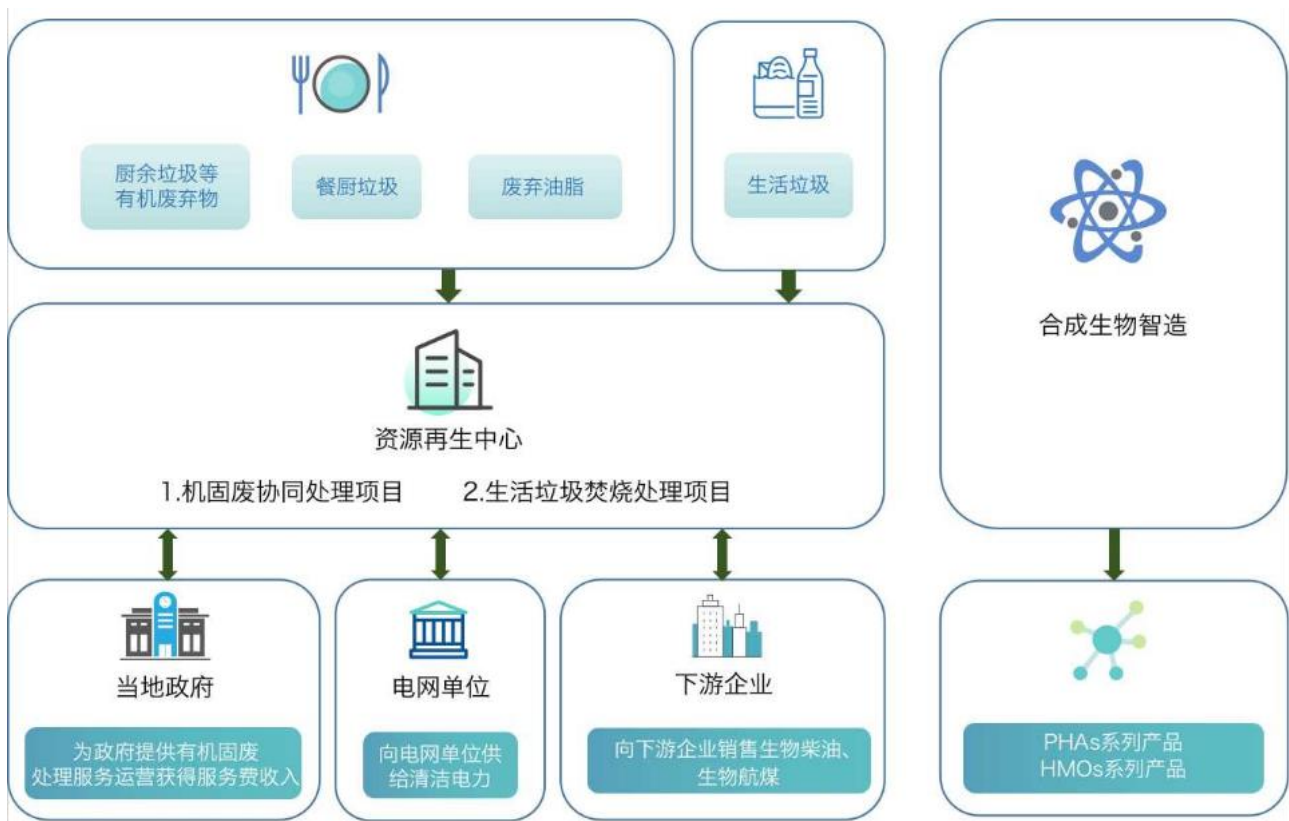 厨余垃圾等
有机废弃物
餐厨垃圾
废弃油脂
生活垃圾
合成生物智造
资源再生中心
1.机固废协同处理项目 2.生活垃圾焚烧处理项目
当地政府
为政府提供有机固废
处理服务运营获得服务费收入
电网单位
向电网单位供
给清洁电力
下游企业
向下游企业销售生物柴油、
生物航煤
PHAs系列产品
HMOs系列产品